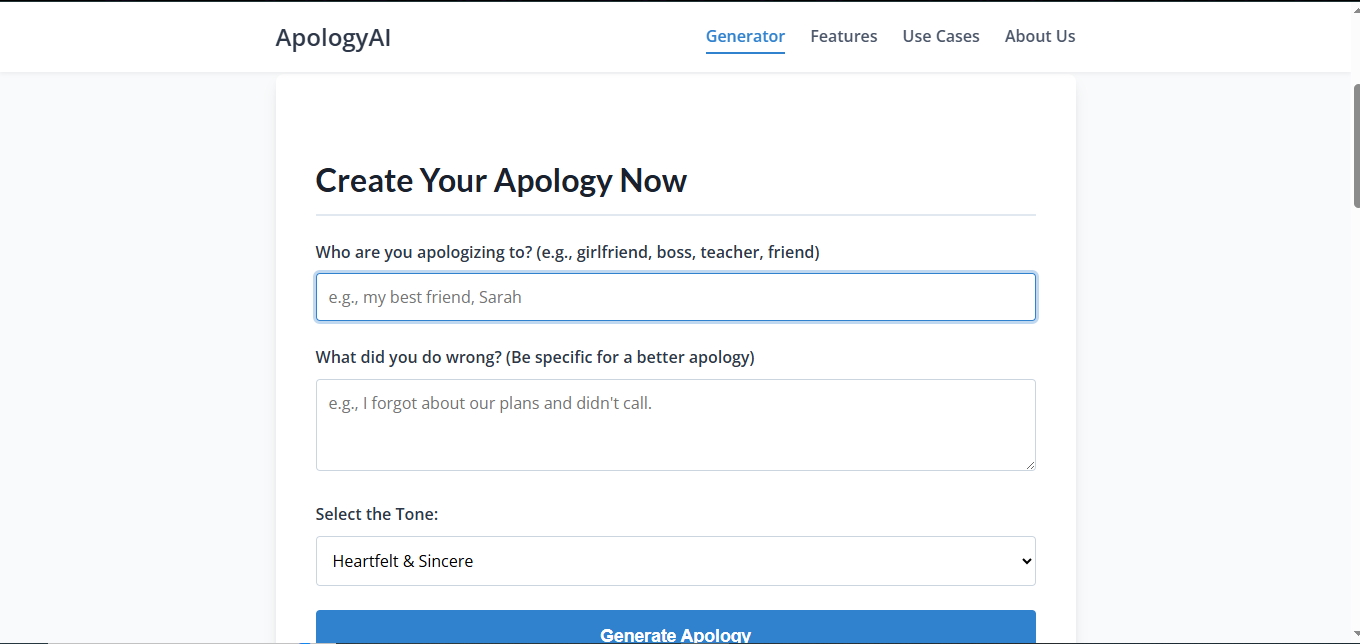 ApologyAI
Generator Features Use Cases About Us
Create Your Apology Now
Who are you apologizing to? (e.g., girlfriend, boss, teacher, friend)
e.g., my best friend, Sarah
What did you do wrong? (Be specific for a better apology)
e.g., I forgot about our plans and didn't call.
Select the Tone:
Heartfelt & Sincere
Generate Apology